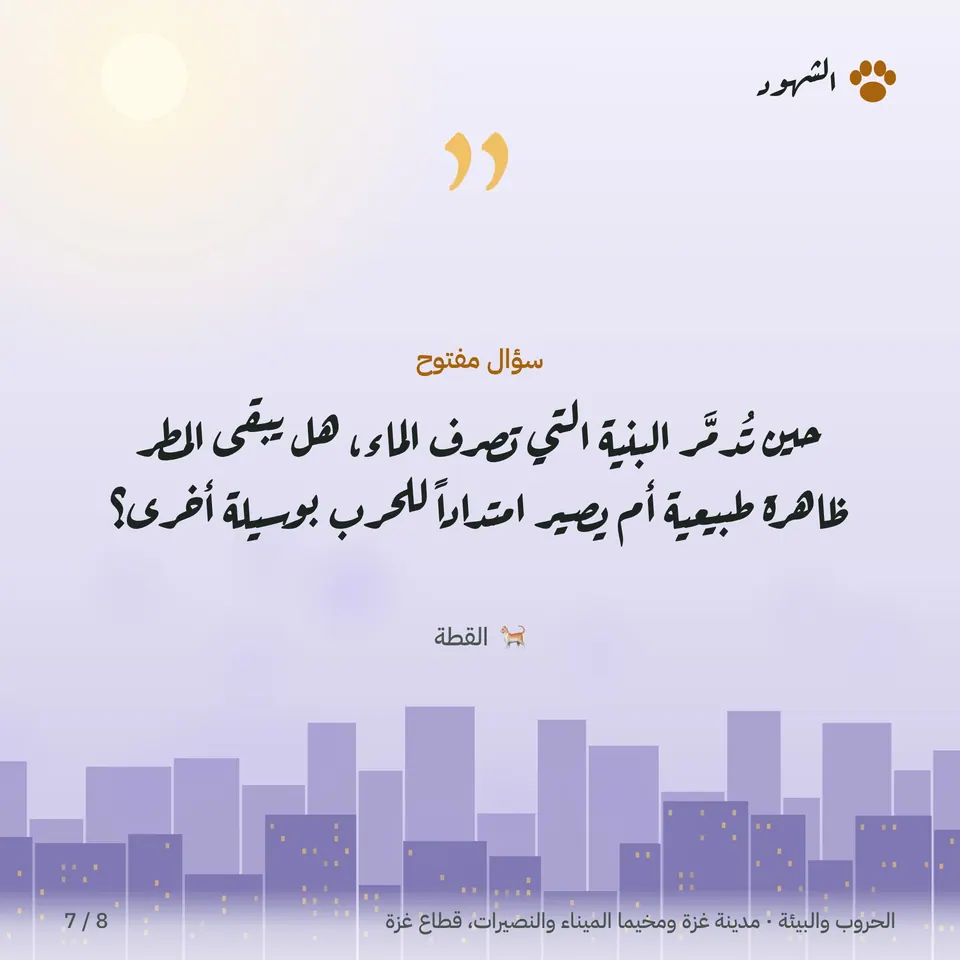 الشهود
”
سؤال مفتوح
حين تُدمَّر البنية التي تصرف الماء، هل يبقى المطر
ظاهرة طبيعية أم يصير امتداداً للحرب بوسيلة أخرى؟
القطة
الحروب والبيئة · مدينة غزة ومخيما الميناء والنصيرات، قطاع غزة
7 / 8